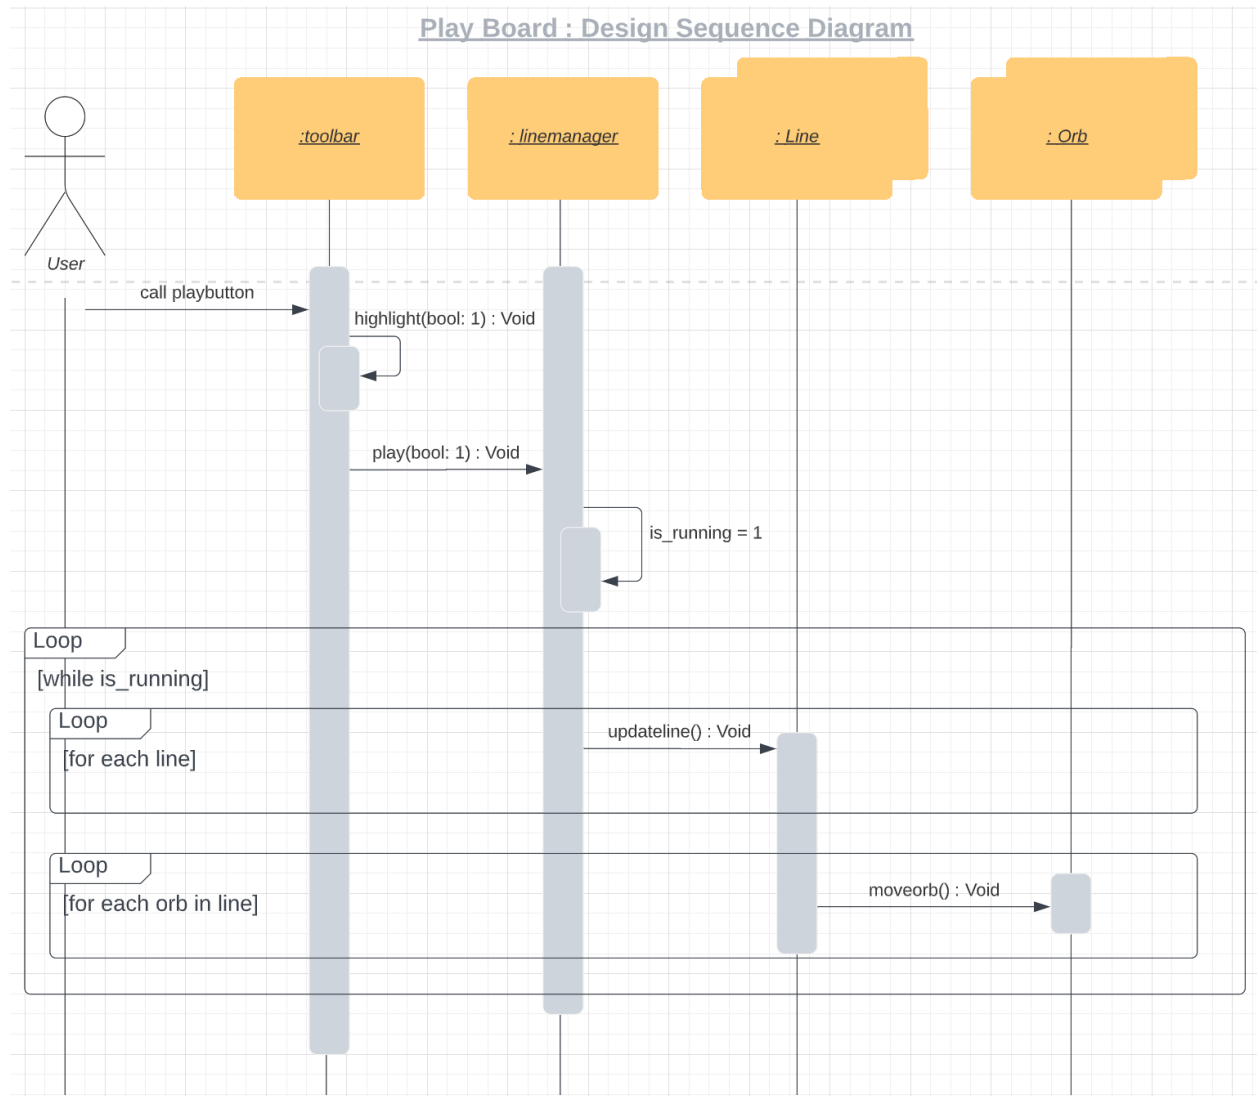 Play Board : Design Sequence Diagram
:toolbar
: linemanager
: Line
: Orb
User
call playbutton
highlight(bool: 1) : Void
play(bool: 1) : Void
is_running = 1
Loop
[while is_running]
Loop
updateline() : Void
[for each line]
Loop
moveorb() : Void
[for each orb in line]